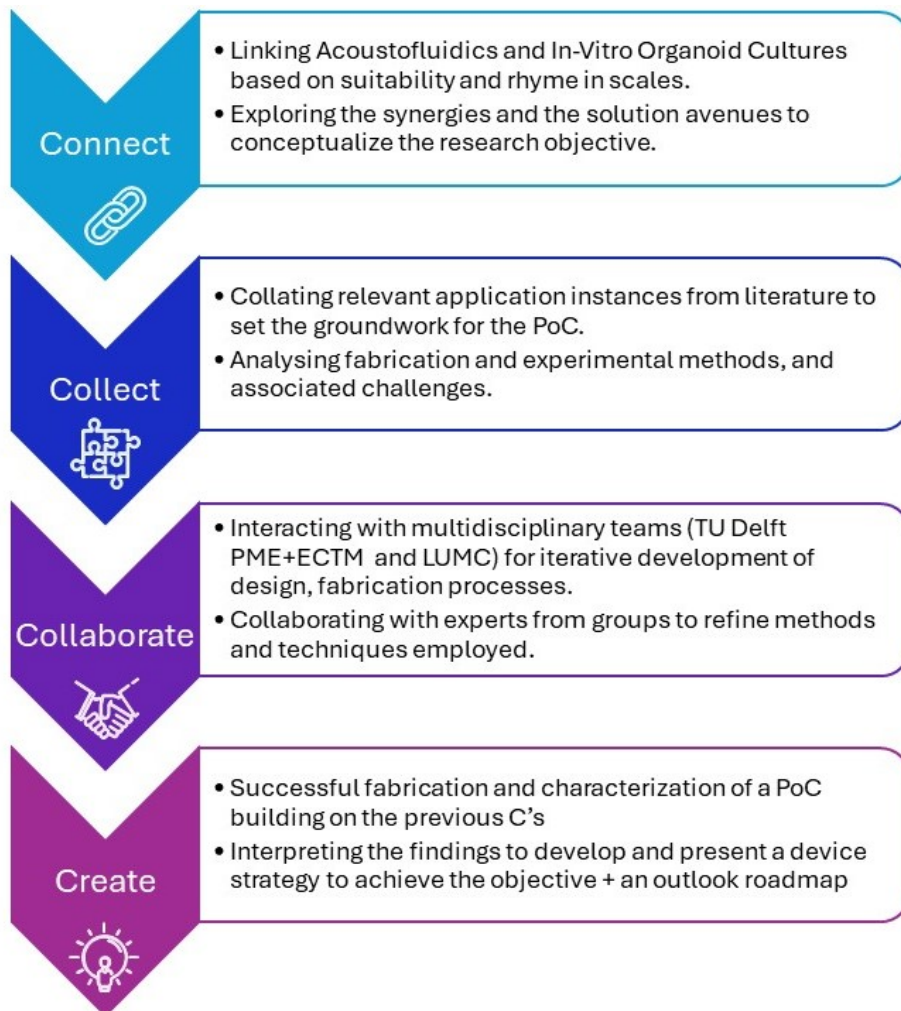 Connect
• Linking Acoustofluidics and In-Vitro Organoid Cultures
based on suitability and rhyme in scales.
• Exploring the synergies and the solution avenues to
conceptualize the research objective.
Collect
• Collating relevant application instances from literature to
set the groundwork for the PoC.
• Analysing fabrication and experimental methods, and
associated challenges.
Collaborate
• Interacting with multidisciplinary teams (TU Delft
PME+ECTM and LUMC) for iterative development of
design, fabrication processes.
• Collaborating with experts from groups to refine methods
and techniques employed.
Create
• Successful fabrication and characterization of a PoC
building on the previous C’s
• Interpreting the findings to develop and present a device
strategy to achieve the objective + an outlook roadmap